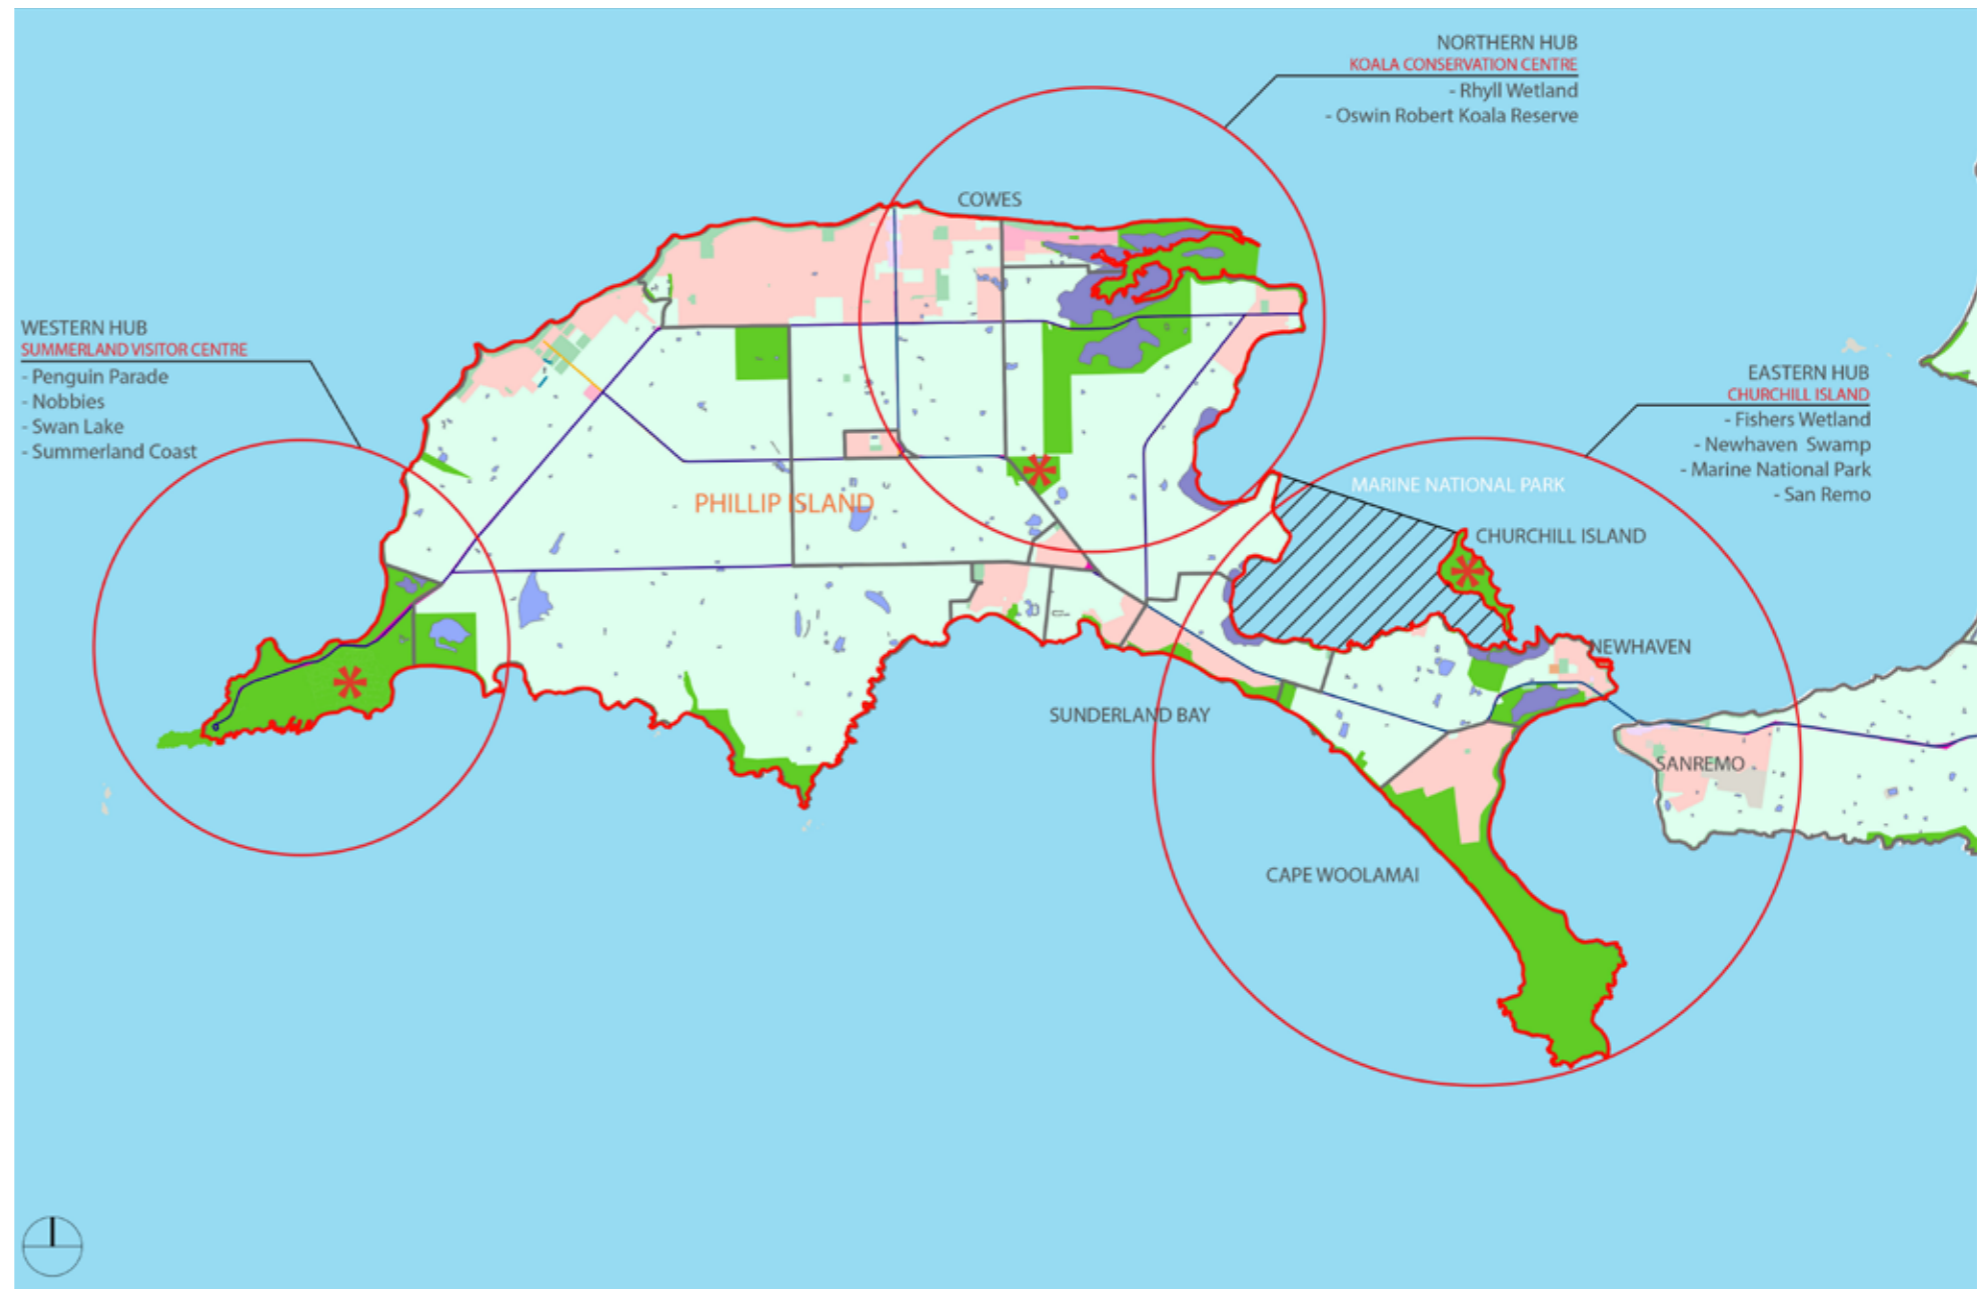 NORTHERN HUB
KOALA CONSERVATION CENTRE
- Rhyll Wetland
- Oswin Robert Koala Reserve
COWES
WESTERN HUB
SUMMERLAND VISITOR CENTRE
- Penguin Parade
- Nobbies
- Swan Lake
- Summerland Coast
EASTERN HUB
CHURCHILL ISLAND
- Fishers Wetland
- Newhaven Swamp
- Marine National Park
- San Remo
MARINE NATIONAL PARK
PHILLIP ISLAND
CHURCHILL ISLAND
NEWHAVEN
SUNDERLAND BAY
SANREMO
CAPE WOOLAMAI